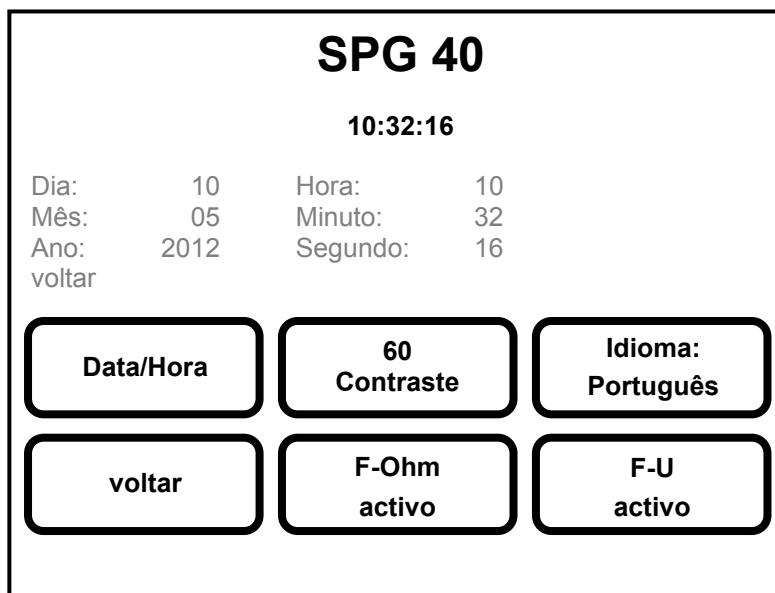 SPG 40
10:32:16
Dia: 10 Hora: 10
Mês: 05 Minuto: 32
Ano: 2012 Segundo: 16
voltar
Data/Hora
60
Contraste
Idioma:
Português
voltar
F-Ohm
activo
F-U
activo